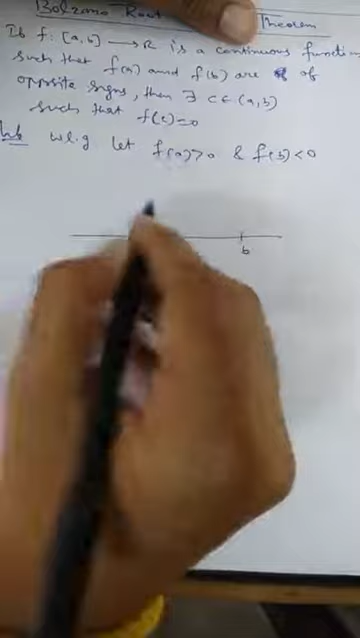 Bolzano Root Theorem
If f: [a,b] → R is a continuous function
such that f(a) and f(b) are of
opposite signs, then ∃ c ∈ (a,b)
such that f(c)=0
w.l.g let f(a)>0 & f(b)<0
b